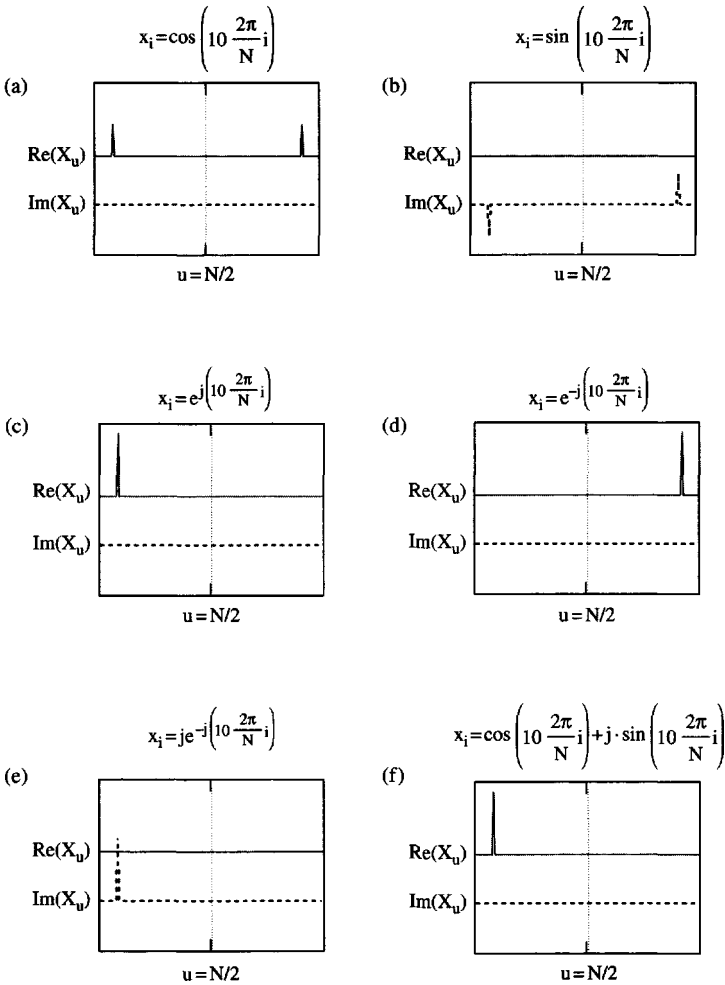 x_i=cos(10 2π/N i)
x_i=sin(10 2π/N i)
(a)
Re(X_u)
Im(X_u)
u=N/2
(b)
Re(X_u)
Im(X_u)
u=N/2
x_i=e^j(10 2π/N i)
x_i=e^-j(10 2π/N i)
(c)
Re(X_u)
Im(X_u)
u=N/2
(d)
Re(X_u)
Im(X_u)
u=N/2
x_i=je^-j(10 2π/N i)
x_i=cos(10 2π/N i)+j·sin(10 2π/N i)
(e)
Re(X_u)
Im(X_u)
u=N/2
(f)
Re(X_u)
Im(X_u)
u=N/2